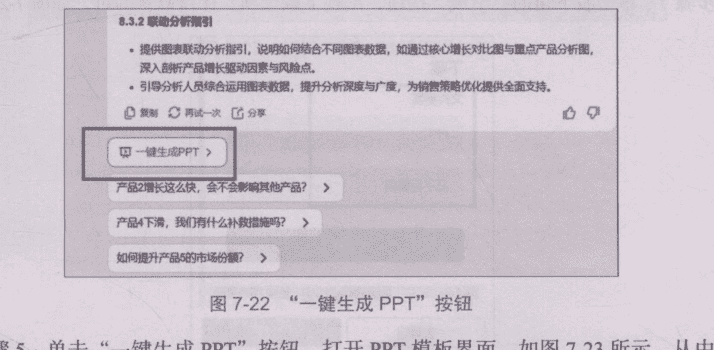 8.3.2 联动分析指引
• 提供图表联动分析指引，说明如何结合不同图表数据，如通过核心增长对比图与重点产品分析图，
深入剖析产品增长驱动因素与风险点。
• 引导分析人员综合运用图表数据，提升分析深度与广度，为销售策略优化提供全面支持。
复制 再试一次 分享
一键生成PPT >
产品2增长这么快，会不会影响其他产品？ >
产品4下滑，我们有什么补救措施吗？ >
如何提升产品5的市场份额？ >
图 7-22 “一键生成 PPT”按钮
骤 5 单击“一键生成 PPT”按钮，打开 PPT 模板界面，如图 7-23 所示，从中